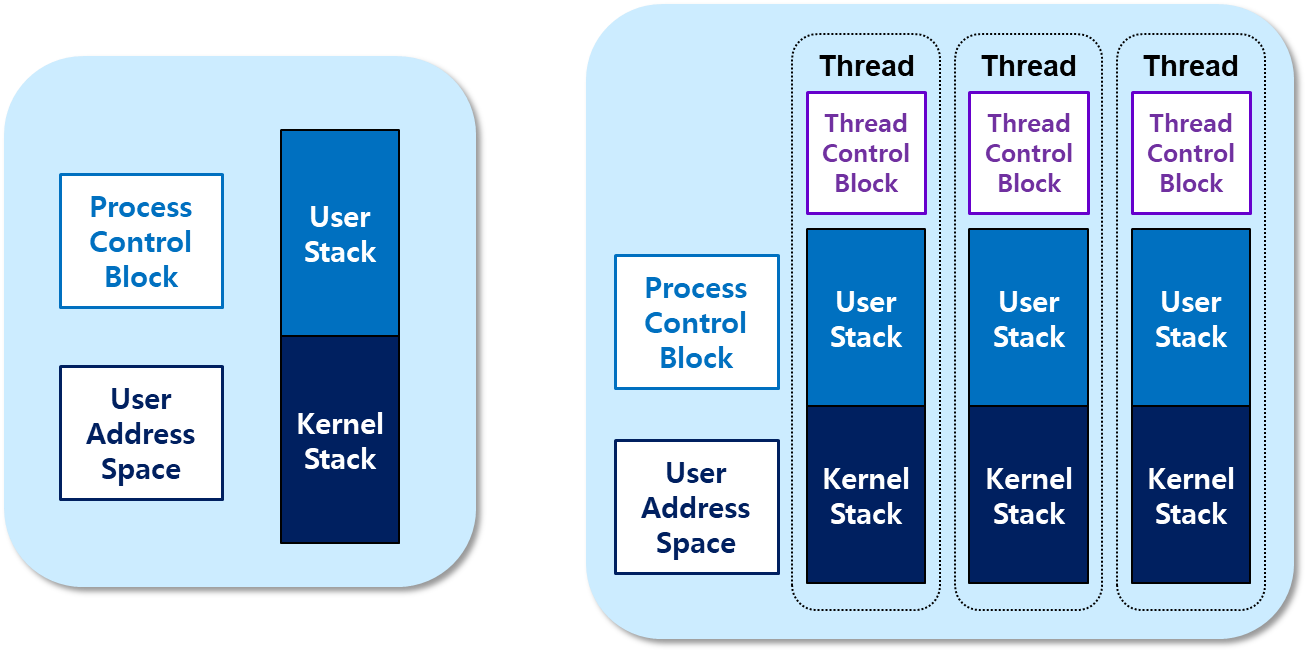 Process
Control
Block
User
Address
Space
User
Stack
Kernel
Stack
Process
Control
Block
User
Address
Space
Thread
Thread
Control
Block
User
Stack
Kernel
Stack
Thread
Thread
Control
Block
User
Stack
Kernel
Stack
Thread
Thread
Control
Block
User
Stack
Kernel
Stack